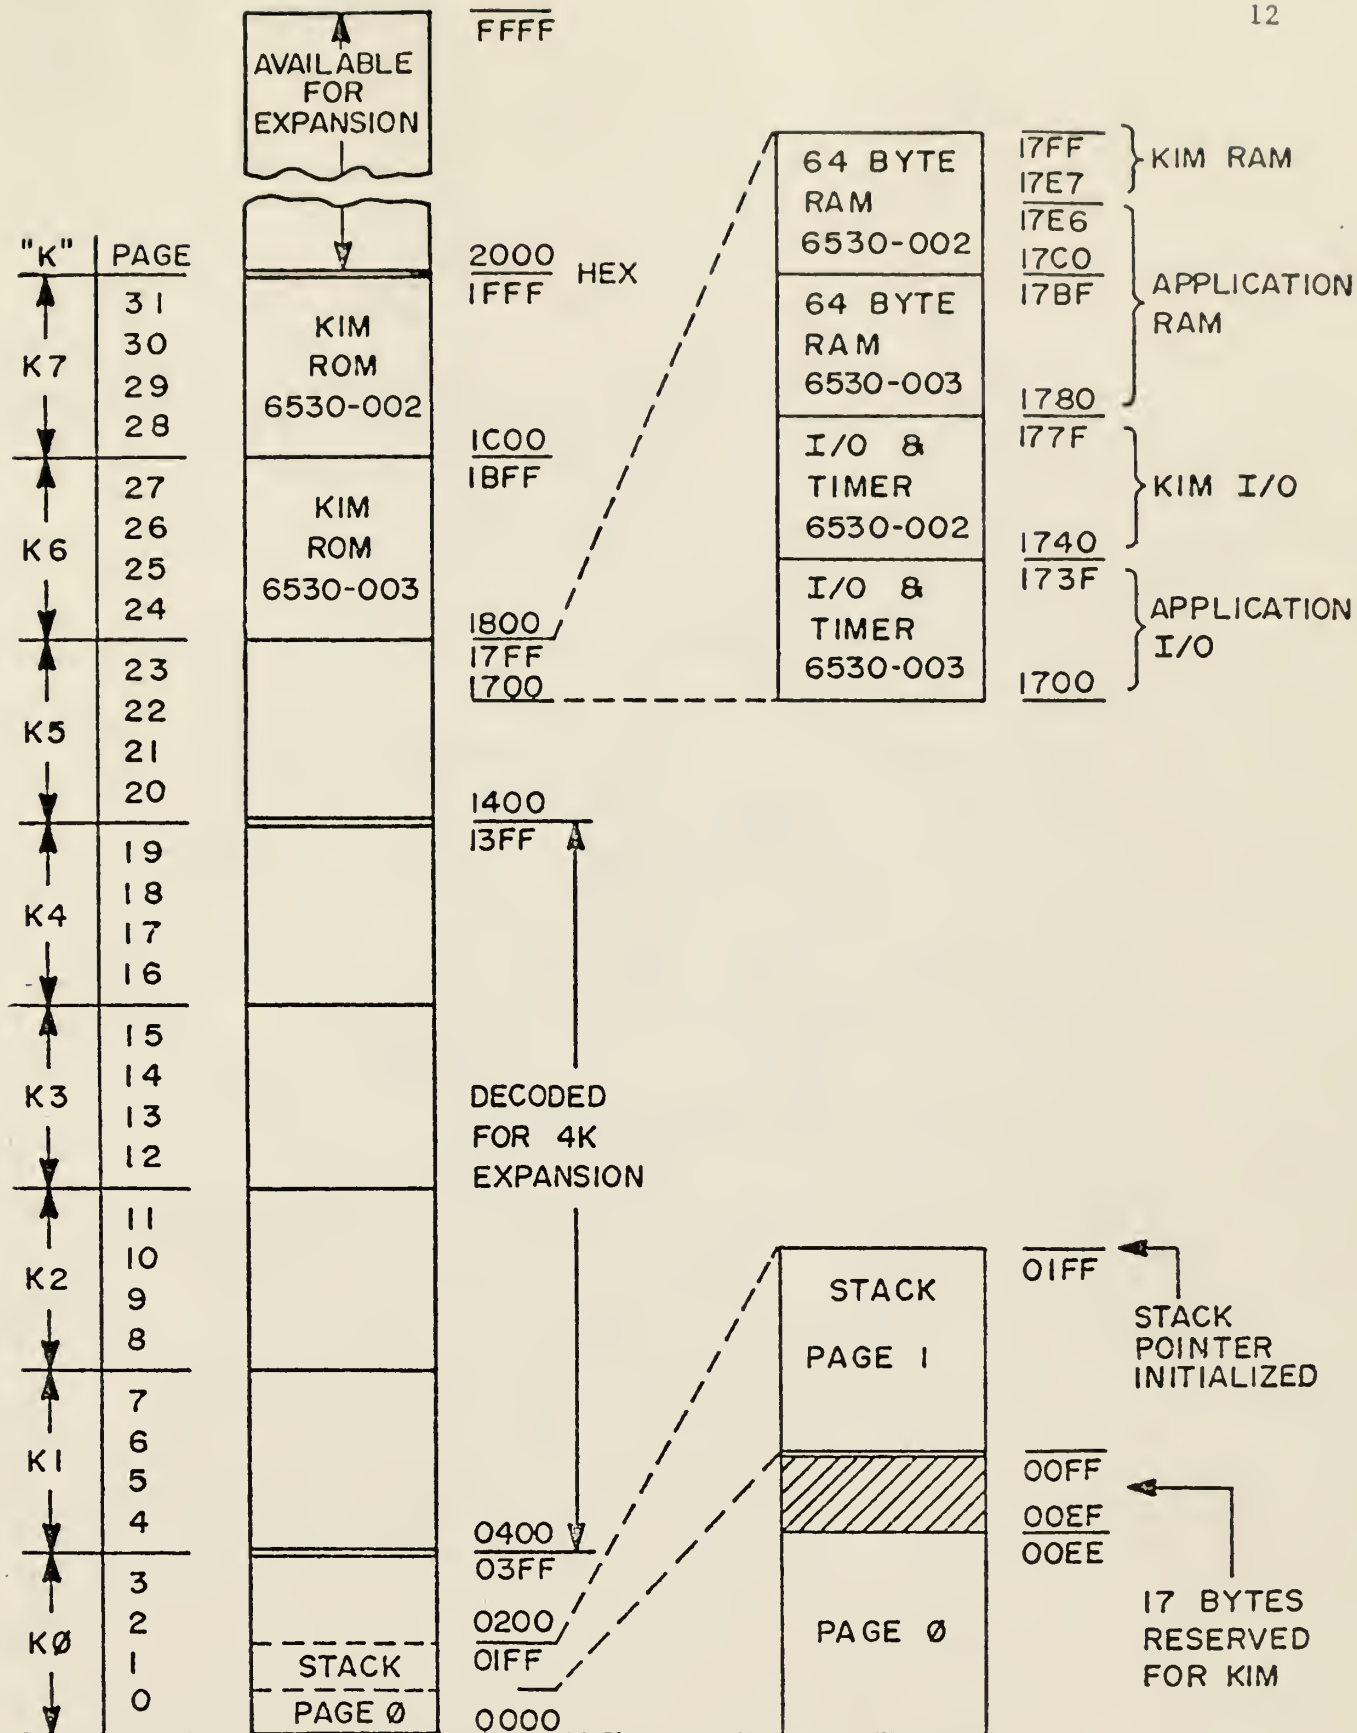 12
FFFF
AVAILABLE
FOR
EXPANSION
"K" PAGE
2000 HEX
1FFF
31
30
29
28
K7
KIM
ROM
6530-002
1C00
1BFF
27
26
25
24
K6
KIM
ROM
6530-003
1800
17FF
1700
23
22
21
20
K5
1400
13FF
19
18
17
16
K4
15
14
13
12
K3
DECODED
FOR 4K
EXPANSION
11
10
9
8
K2
7
6
5
4
K1
0400
03FF
3
2
1
0
KØ
0200
01FF
STACK
PAGE Ø
0000
64 BYTE
RAM
6530-002
17FF
17E7
KIM RAM
17E6
17C0
17BF
64 BYTE
RAM
6530-003
APPLICATION
RAM
1780
177F
I/O &
TIMER
6530-002
KIM I/O
1740
173F
I/O &
TIMER
6530-003
APPLICATION
I/O
1700
STACK
PAGE 1
01FF
STACK
POINTER
INITIALIZED
00FF
00EF
00EE
PAGE Ø
17 BYTES
RESERVED
FOR KIM